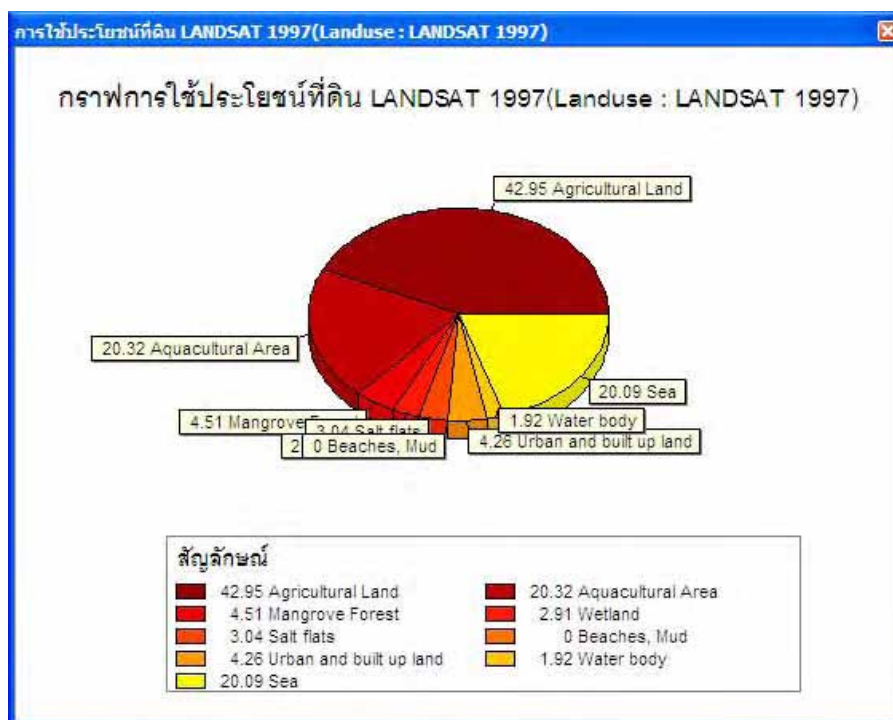 การใช้ประโยชน์ที่ดิน LANDSAT 1997(Landuse : LANDSAT 1997)
กราฟการใช้ประโยชน์ที่ดิน LANDSAT 1997(Landuse : LANDSAT 1997)
42.95 Agricultural Land
20.32 Aquacultural Area
20.09 Sea
4.51 Mangrove Forest
1.92 Water body
3.04 Salt flats
4.26 Urban and built up land
2
0 Beaches, Mud
สัญลักษณ์
42.95 Agricultural Land
20.32 Aquacultural Area
4.51 Mangrove Forest
2.91 Wetland
3.04 Salt flats
0 Beaches, Mud
4.26 Urban and built up land
1.92 Water body
20.09 Sea